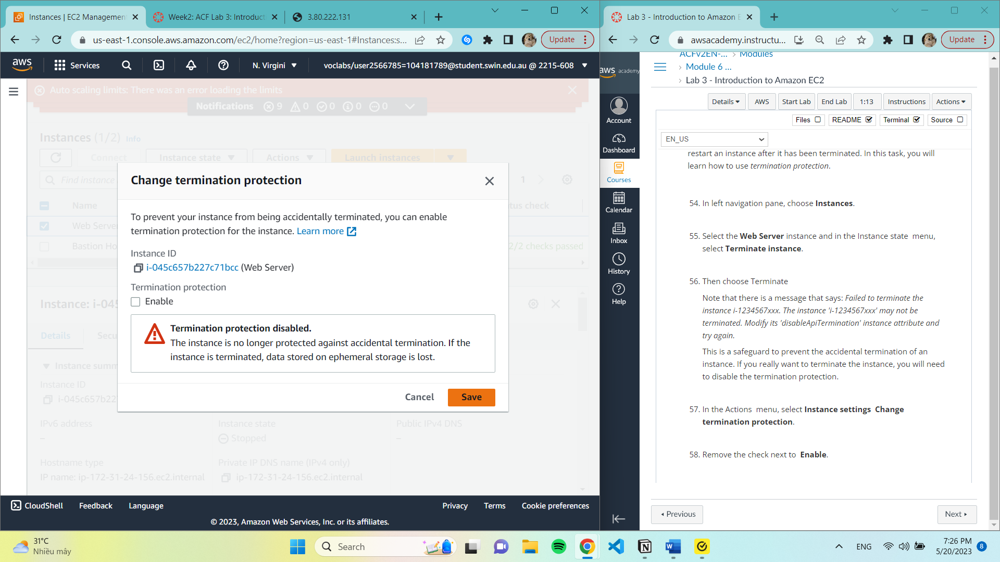 Instances | EC2 Managemen
Week2: ACF Lab 3: Introducti
3.80.222.131
us-east-1.console.aws.amazon.com/ec2/home?region=us-east-1#Instances:s...
Update
aws
Services
N. Virgini
voclabs/user2566785=104181789@student.swin.edu.au @ 2215-608
Auto scaling limits: There was an error loading the limits
Notifications
9
0
0
0
0
Instances (1/2) Info
Connect
Instance state
Actions
Launch instances
Find instance
1
Name
tus check
Web Server
Bastion Ho
2/2 checks passed
Change termination protection
To prevent your instance from being accidentally terminated, you can enable
termination protection for the instance. Learn more
Instance ID
i-045c657b227c71bcc (Web Server)
Termination protection
Enable
Termination protection disabled.
The instance is no longer protected against accidental termination. If the
instance is terminated, data stored on ephemeral storage is lost.
Cancel
Save
Instance: i-045
Details
Secu
Instance summ
Instance ID
i-045c657b22
IPv6 address
–
Instance state
Stopped
Public IPv4 DNS
–
Hostname type
IP name: ip-172-31-24-156.ec2.internal
Private IP DNS name (IPv4 only)
ip-172-31-24-156.ec2.internal
CloudShell
Feedback
Language
Privacy
Terms
Cookie preferences
© 2023, Amazon Web Services, Inc. or its affiliates.
Lab 3 - Introduction to Amazon E
awsacademy.instructu...
Update
aws academy
Account
Dashboard
Courses
Calendar
Inbox
History
Help
ACFv2EN-... > Modules
> Module 6 ...
> Lab 3 - Introduction to Amazon EC2
Details
AWS
Start Lab
End Lab
1:13
Instructions
Actions
Files
README
Terminal
Source
EN_US
restart an instance after it has been terminated. In this task, you will
learn how to use termination protection.
54. In left navigation pane, choose Instances.
55. Select the Web Server instance and in the Instance state menu,
select Terminate instance.
56. Then choose Terminate
Note that there is a message that says: Failed to terminate the
instance i-1234567xxx. The instance 'i-1234567xxx' may not be
terminated. Modify its 'disableApiTermination' instance attribute and
try again.
This is a safeguard to prevent the accidental termination of an
instance. If you really want to terminate the instance, you will need
to disable the termination protection.
57. In the Actions menu, select Instance settings Change
termination protection.
58. Remove the check next to Enable.
Previous
Next
31°C
Nhiều mây
Search
ENG
7:26 PM
5/20/2023
8